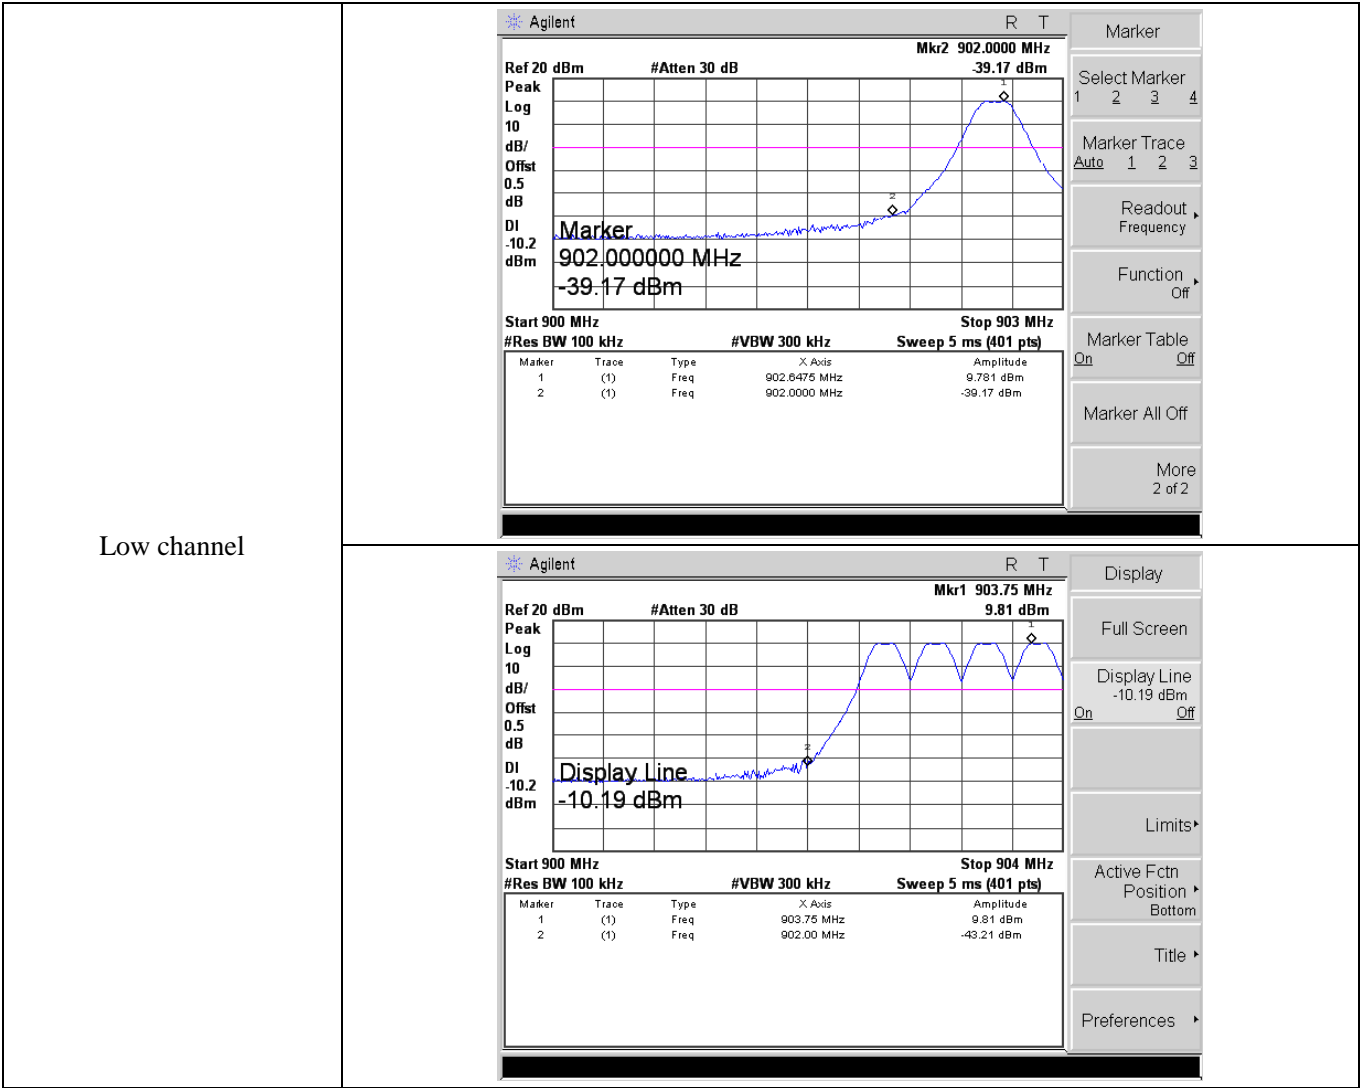 Low channel
Agilent R T
Mkr2 902.0000 MHz
Ref 20 dBm #Atten 30 dB -39.17 dBm
Peak
Log
10
dB/
Offst
0.5
dB
DI
-10.2
dBm
1
2
Marker
902.000000 MHz
-39.17 dBm
Start 900 MHz Stop 903 MHz
#Res BW 100 kHz #VBW 300 kHz Sweep 5 ms (401 pts)
Marker Trace Type X Axis Amplitude
1 (1) Freq 902.6475 MHz 9.781 dBm
2 (1) Freq 902.0000 MHz -39.17 dBm
Marker
Select Marker
1 2 3 4
Marker Trace
Auto 1 2 3
Readout
Frequency
Function
Off
Marker Table
On Off
Marker All Off
More
2 of 2
Agilent R T
Mkr1 903.75 MHz
Ref 20 dBm #Atten 30 dB 9.81 dBm
Peak
Log
10
dB/
Offst
0.5
dB
DI
-10.2
dBm
1
2
Display Line
-10.19 dBm
Start 900 MHz Stop 904 MHz
#Res BW 100 kHz #VBW 300 kHz Sweep 5 ms (401 pts)
Marker Trace Type X Axis Amplitude
1 (1) Freq 903.75 MHz 9.81 dBm
2 (1) Freq 902.00 MHz -43.21 dBm
Display
Full Screen
Display Line
-10.19 dBm
On Off
Limits
Active Fctn
Position
Bottom
Title
Preferences